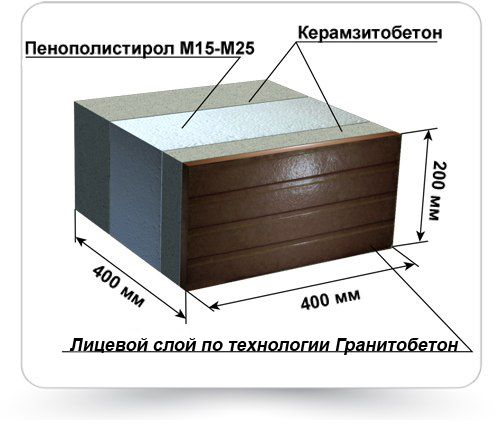 Керамзитобетон
Пенополистирол М15-М25
200 мм
400 мм
400 мм
Лицевой слой по технологии Гранитобетон